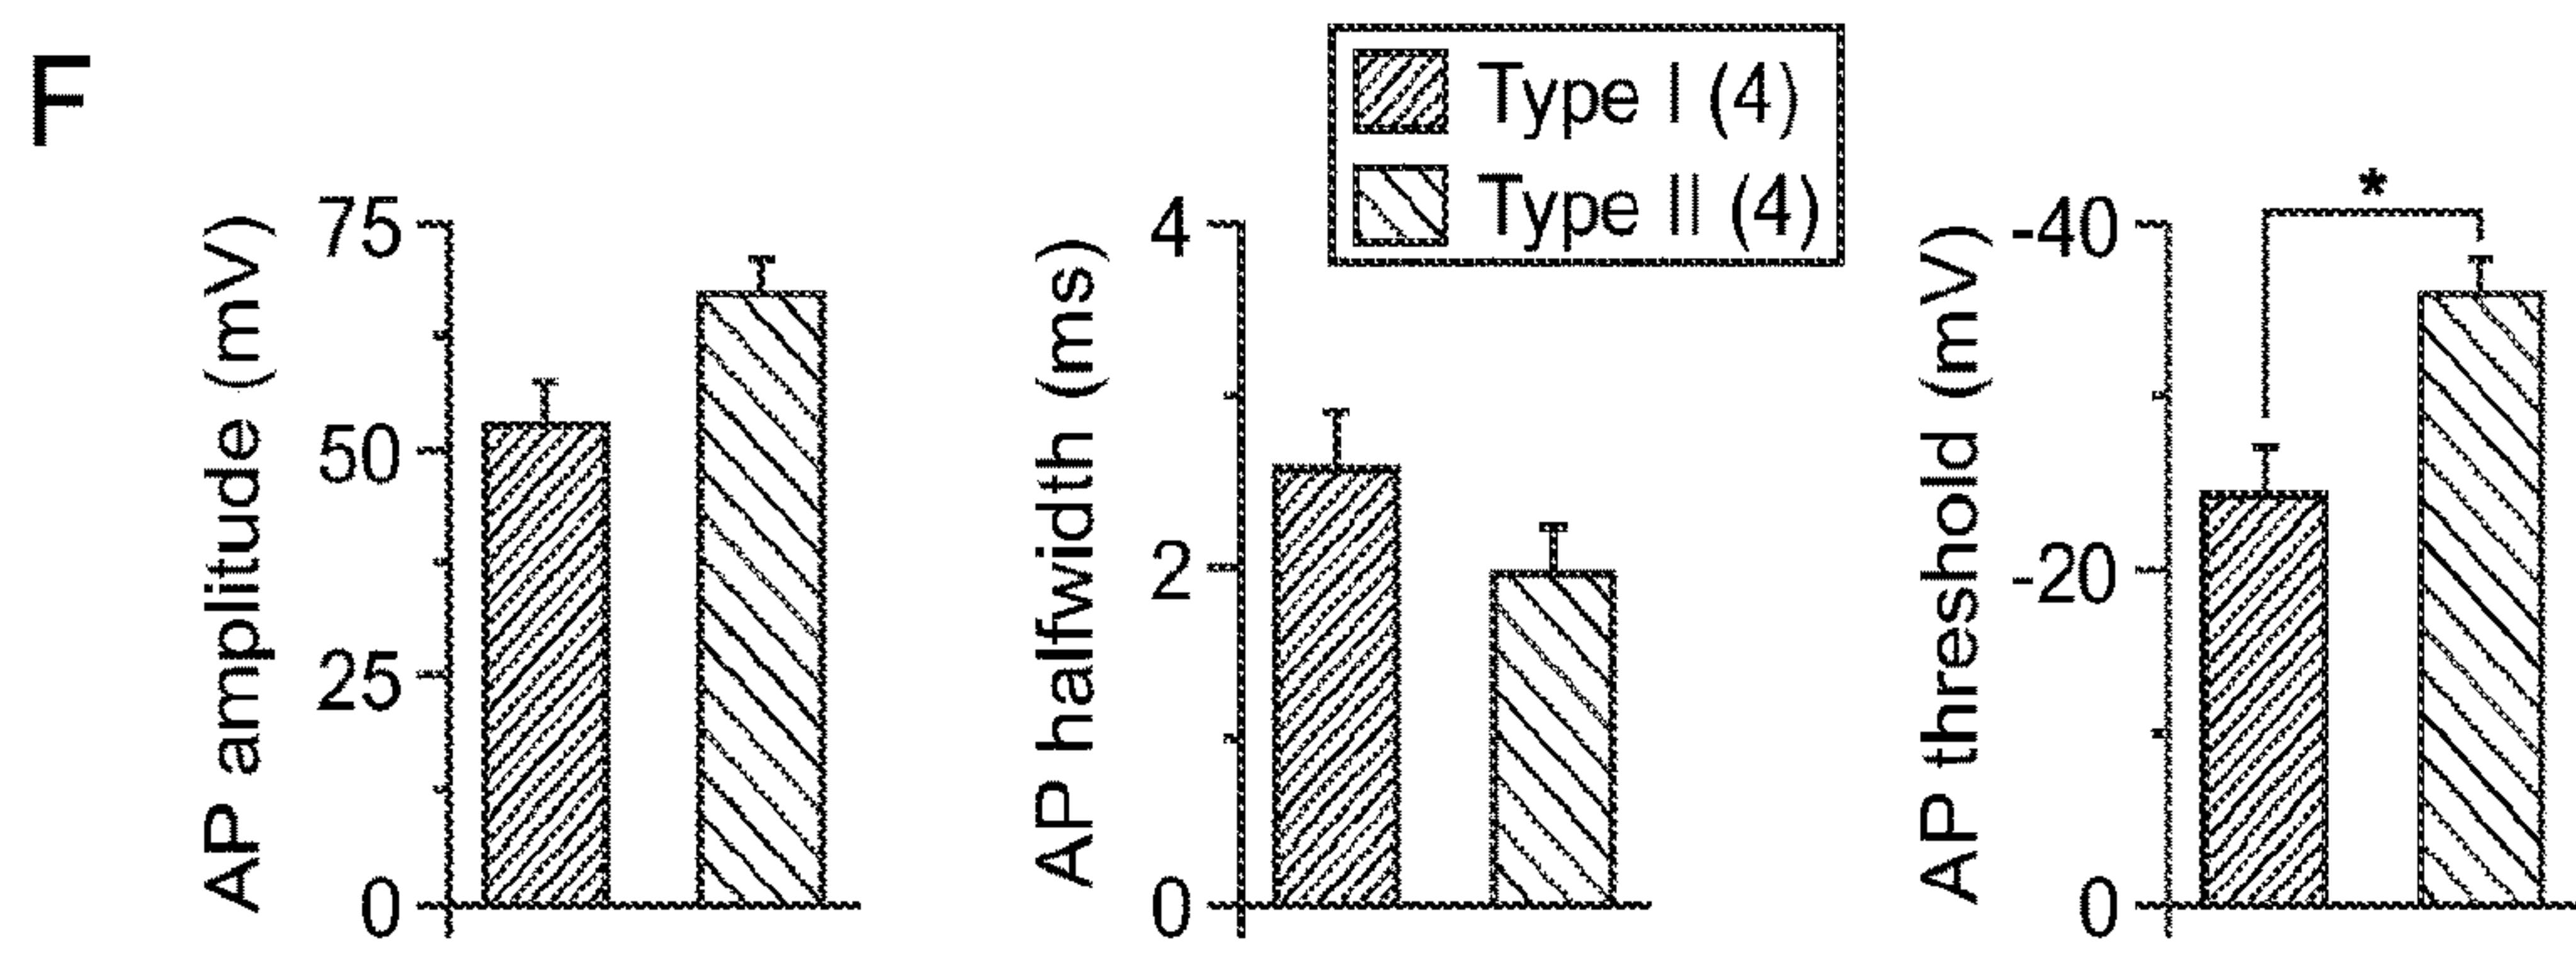 F
Type I (4)
Type II (4)
AP amplitude (mV)
75
50
25
0
AP halfwidth (ms)
4
2
0
AP threshold (mV)
-40
-20
0
*